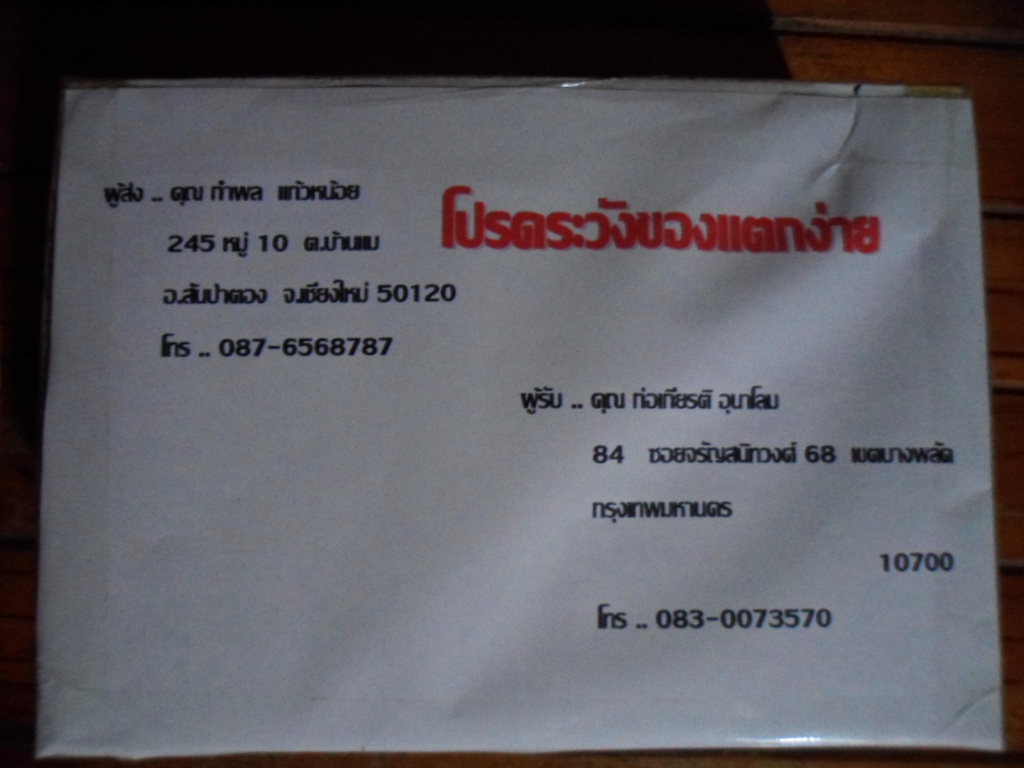 ผู้ส่ง .. คุณ กำพล แก้วหน้อย
โปรดระวังของแตกง่าย
245 หมู่ 10 ต.บ้านแม
อ.สันป่าตอง จ.เชียงใหม่ 50120
โทร .. 087-6568787
ผู้รับ .. คุณ ก่อเกียรติ อุนาโลม
84 ซอยจรัญสนิทวงศ์ 68 เขตบางพลัด
กรุงเทพมหานคร
10700
โทร .. 083-0073570